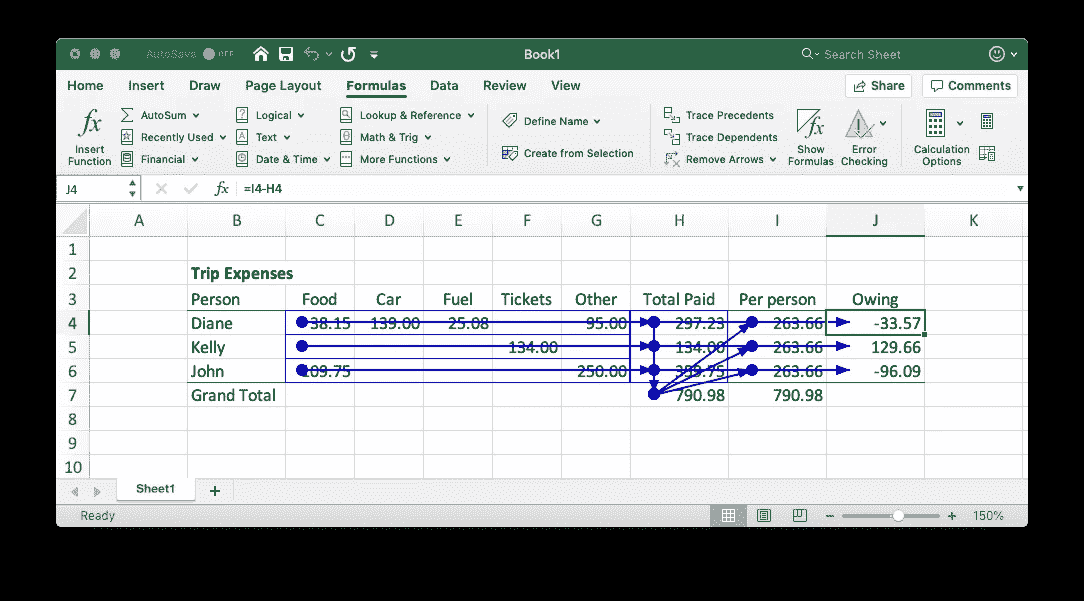 AutoSave OFF Book1 Search Sheet
Home Insert Draw Page Layout Formulas Data Review View Share Comments
fx AutoSum Logical Lookup & Reference Define Name Trace Precedents fx
Recently Used Text Math & Trig Trace Dependents
Insert Function Financial Date & Time More Functions Create from Selection Remove Arrows Show Formulas Error Checking Calculation Options
J4 fx =I4-H4
A B C D E F G H I J K
1
2 Trip Expenses
3 Person Food Car Fuel Tickets Other Total Paid Per person Owing
4 Diane 38.15 139.00 25.08 95.00 297.23 263.66 -33.57
5 Kelly 134.00 134.00 263.66 129.66
6 John 109.75 250.00 359.75 263.66 -96.09
7 Grand Total 790.98 790.98
8
9
10
Sheet1 +
Ready 150%